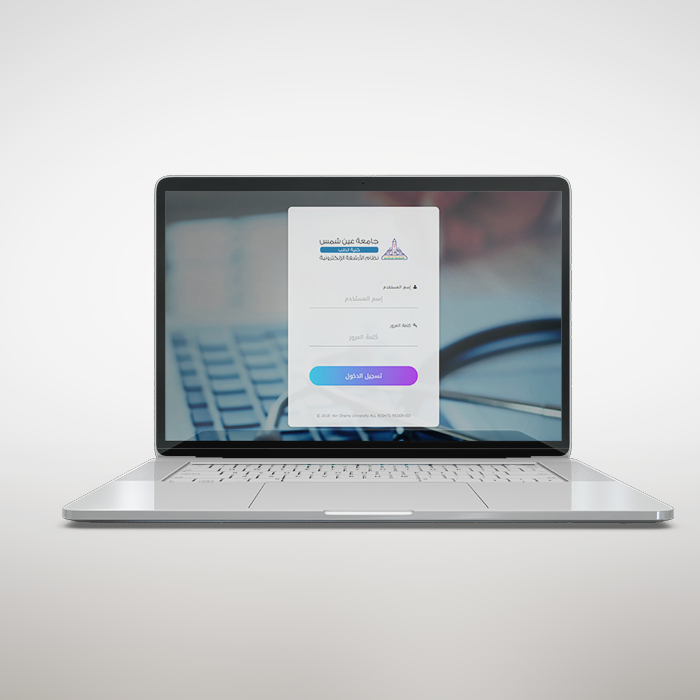 جامعة عين شمس
كلية الطب
نظام الأرشفة الإلكترونية
إسم المستخدم
إسم المستخدم
كلمة المرور
كلمة المرور
تسجيل الدخول
© 2018 Ain Shams University ALL RIGHTS RESERVED